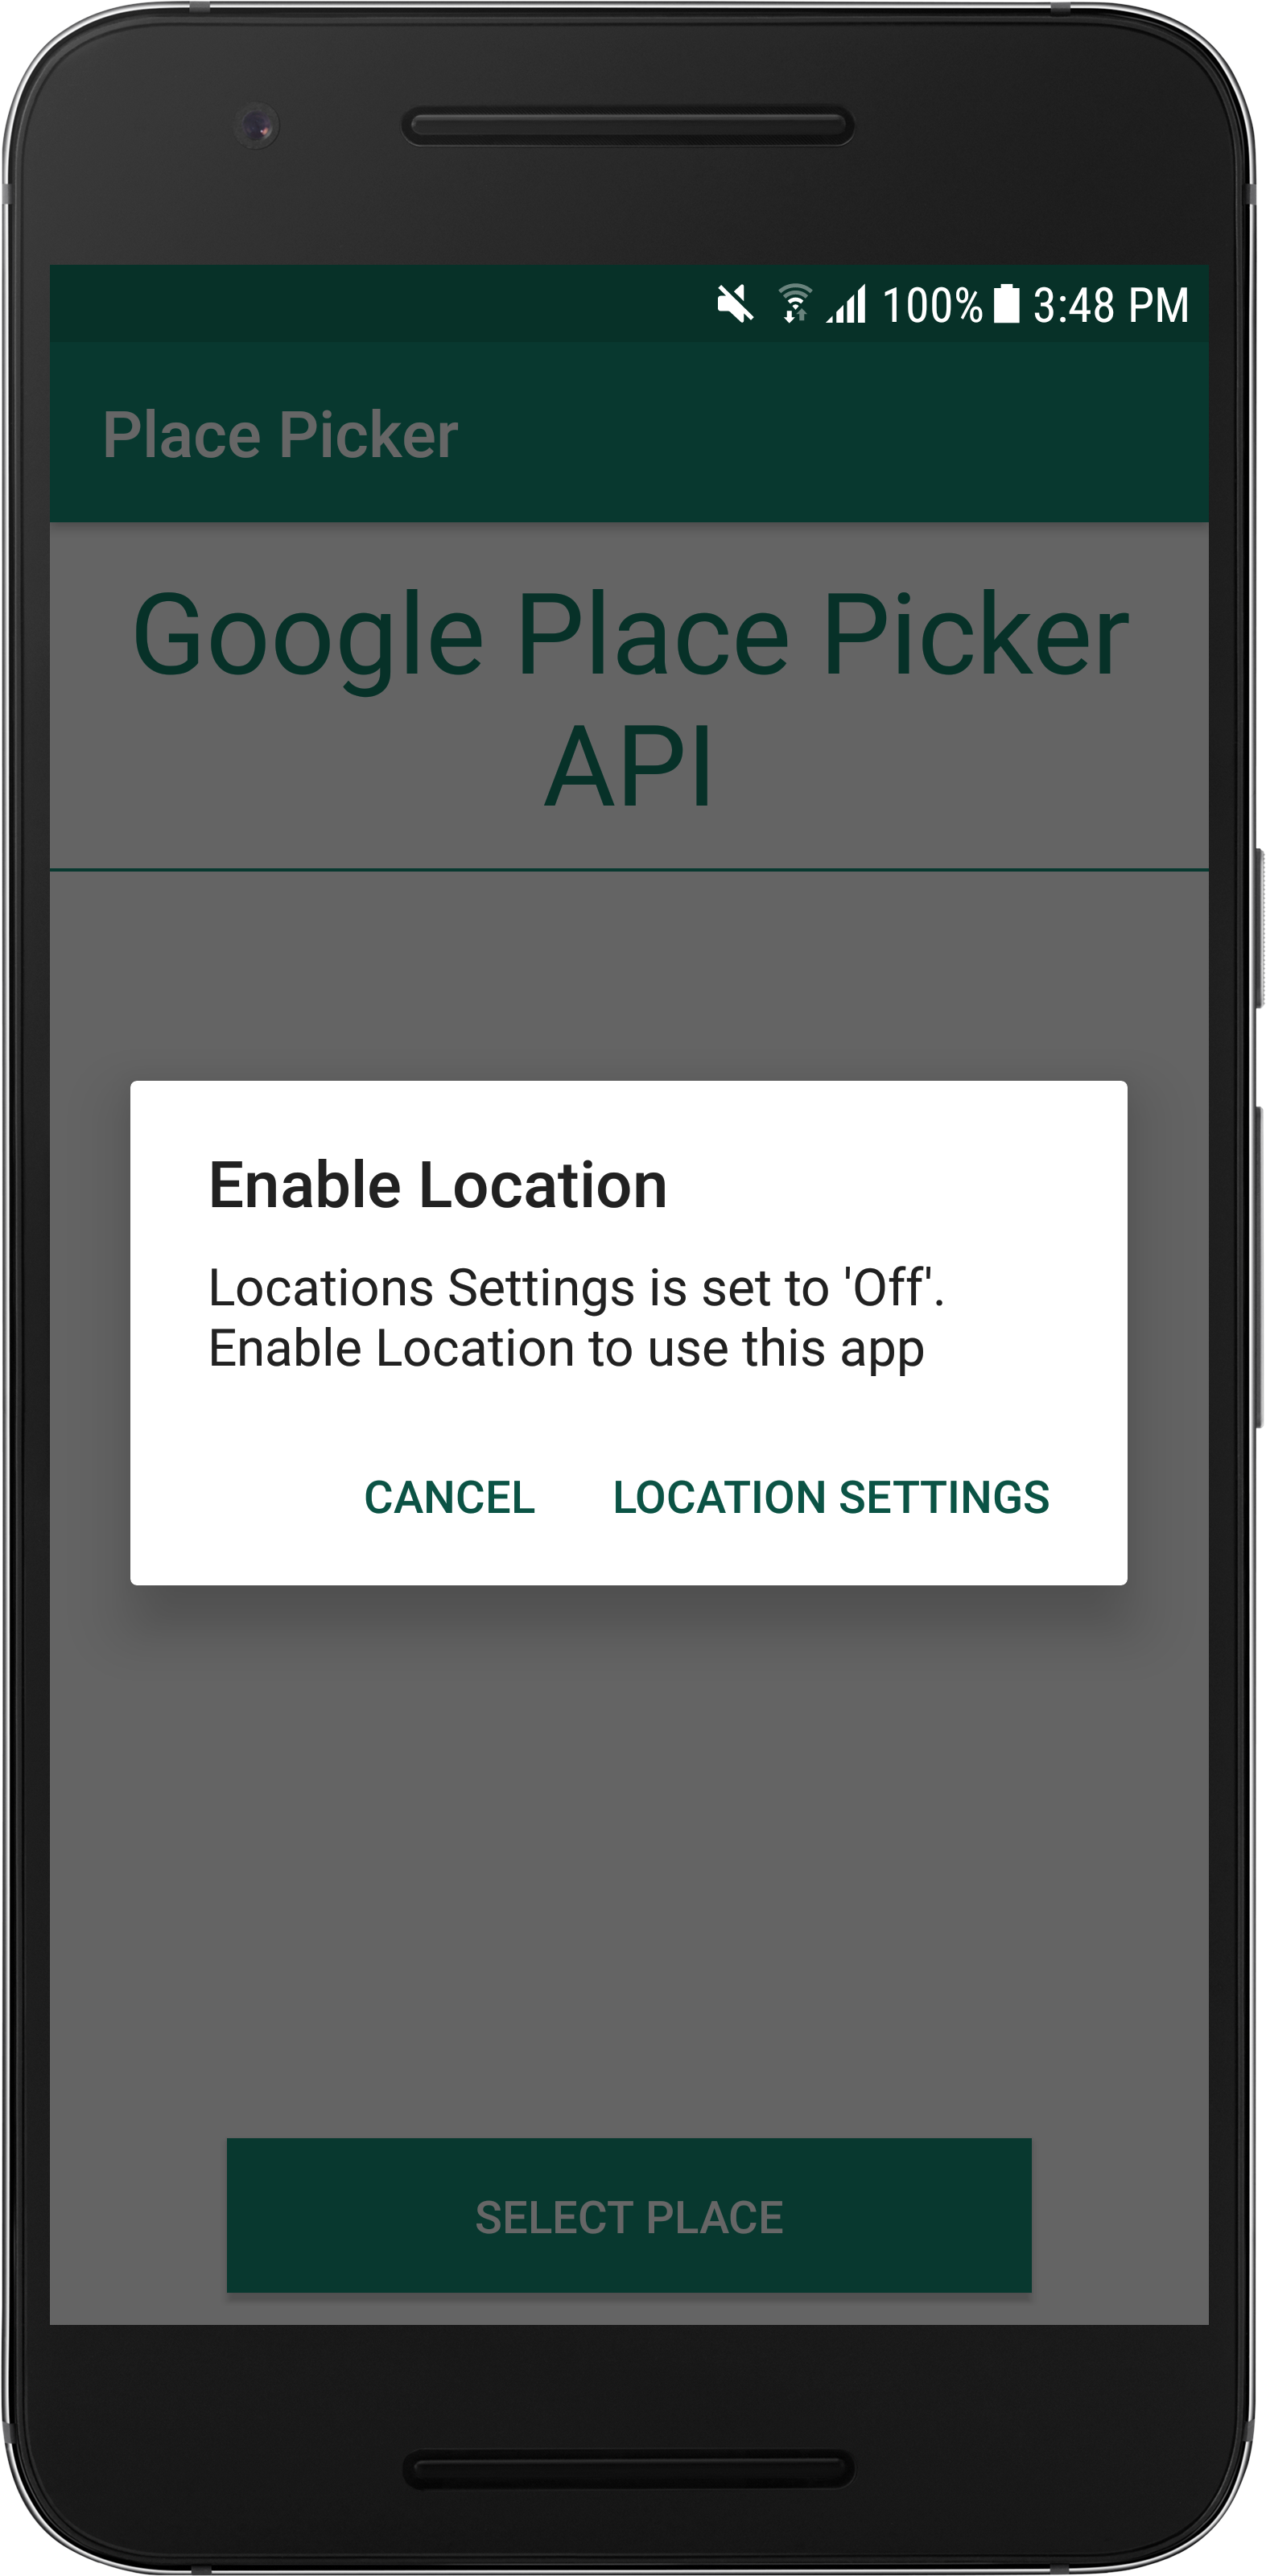 100% 3:48 PM
Place Picker
Google Place Picker
API
Enable Location
Locations Settings is set to 'Off'.
Enable Location to use this app
CANCEL LOCATION SETTINGS
SELECT PLACE